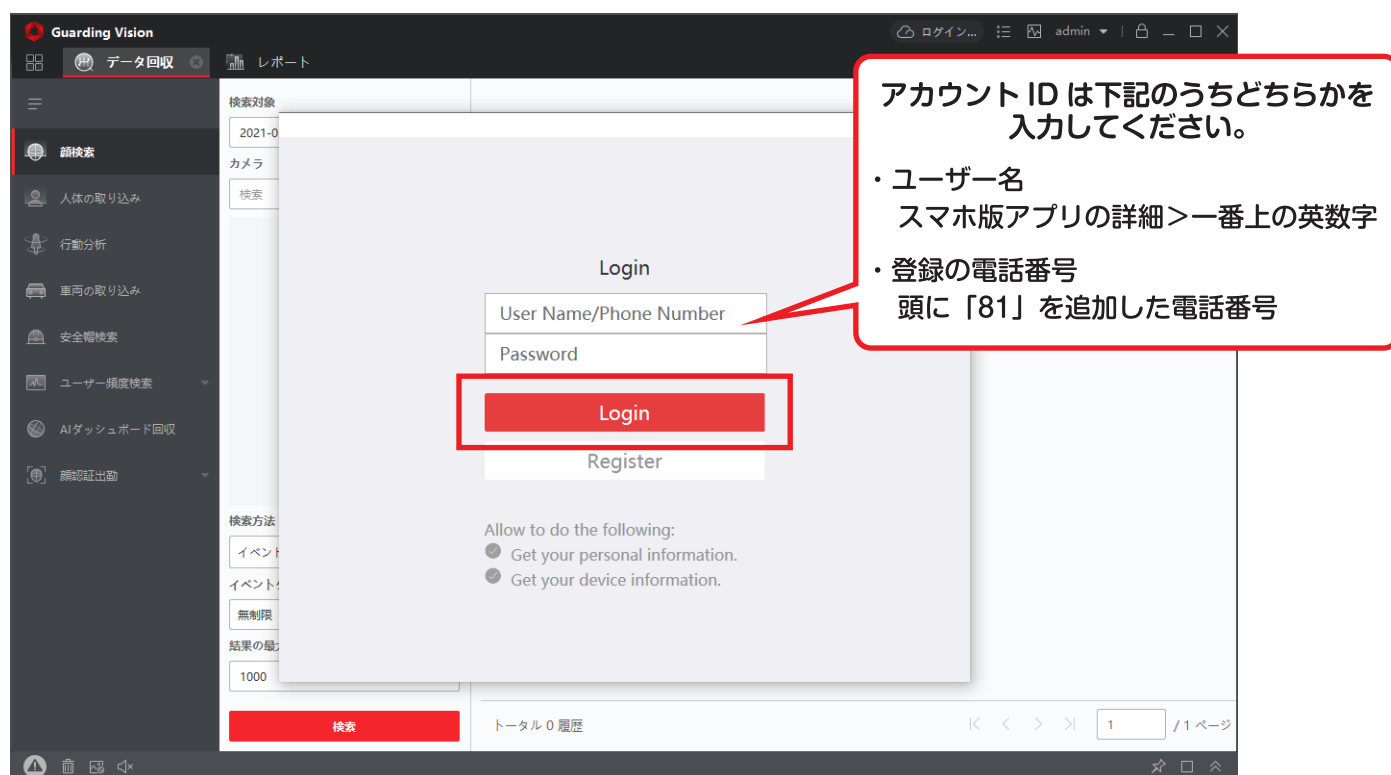 Guarding Vision
ログイン...
admin
データ回収
レポート
検索対象
2021-0
カメラ
検索
顔検索
人体の取り込み
行動分析
車両の取り込み
安全帽検索
ユーザー頻度検索
AIダッシュボード回収
顔認証出勤
アカウント ID は下記のうちどちらかを
入力してください。
・ユーザー名
スマホ版アプリの詳細＞一番上の英数字
・登録の電話番号
頭に「81」を追加した電話番号
Login
User Name/Phone Number
Password
Login
Register
Allow to do the following:
Get your personal information.
Get your device information.
検索方法
イベント
イベント
無制限
結果の最
1000
検索
トータル 0 履歴
1
/ 1 ページ